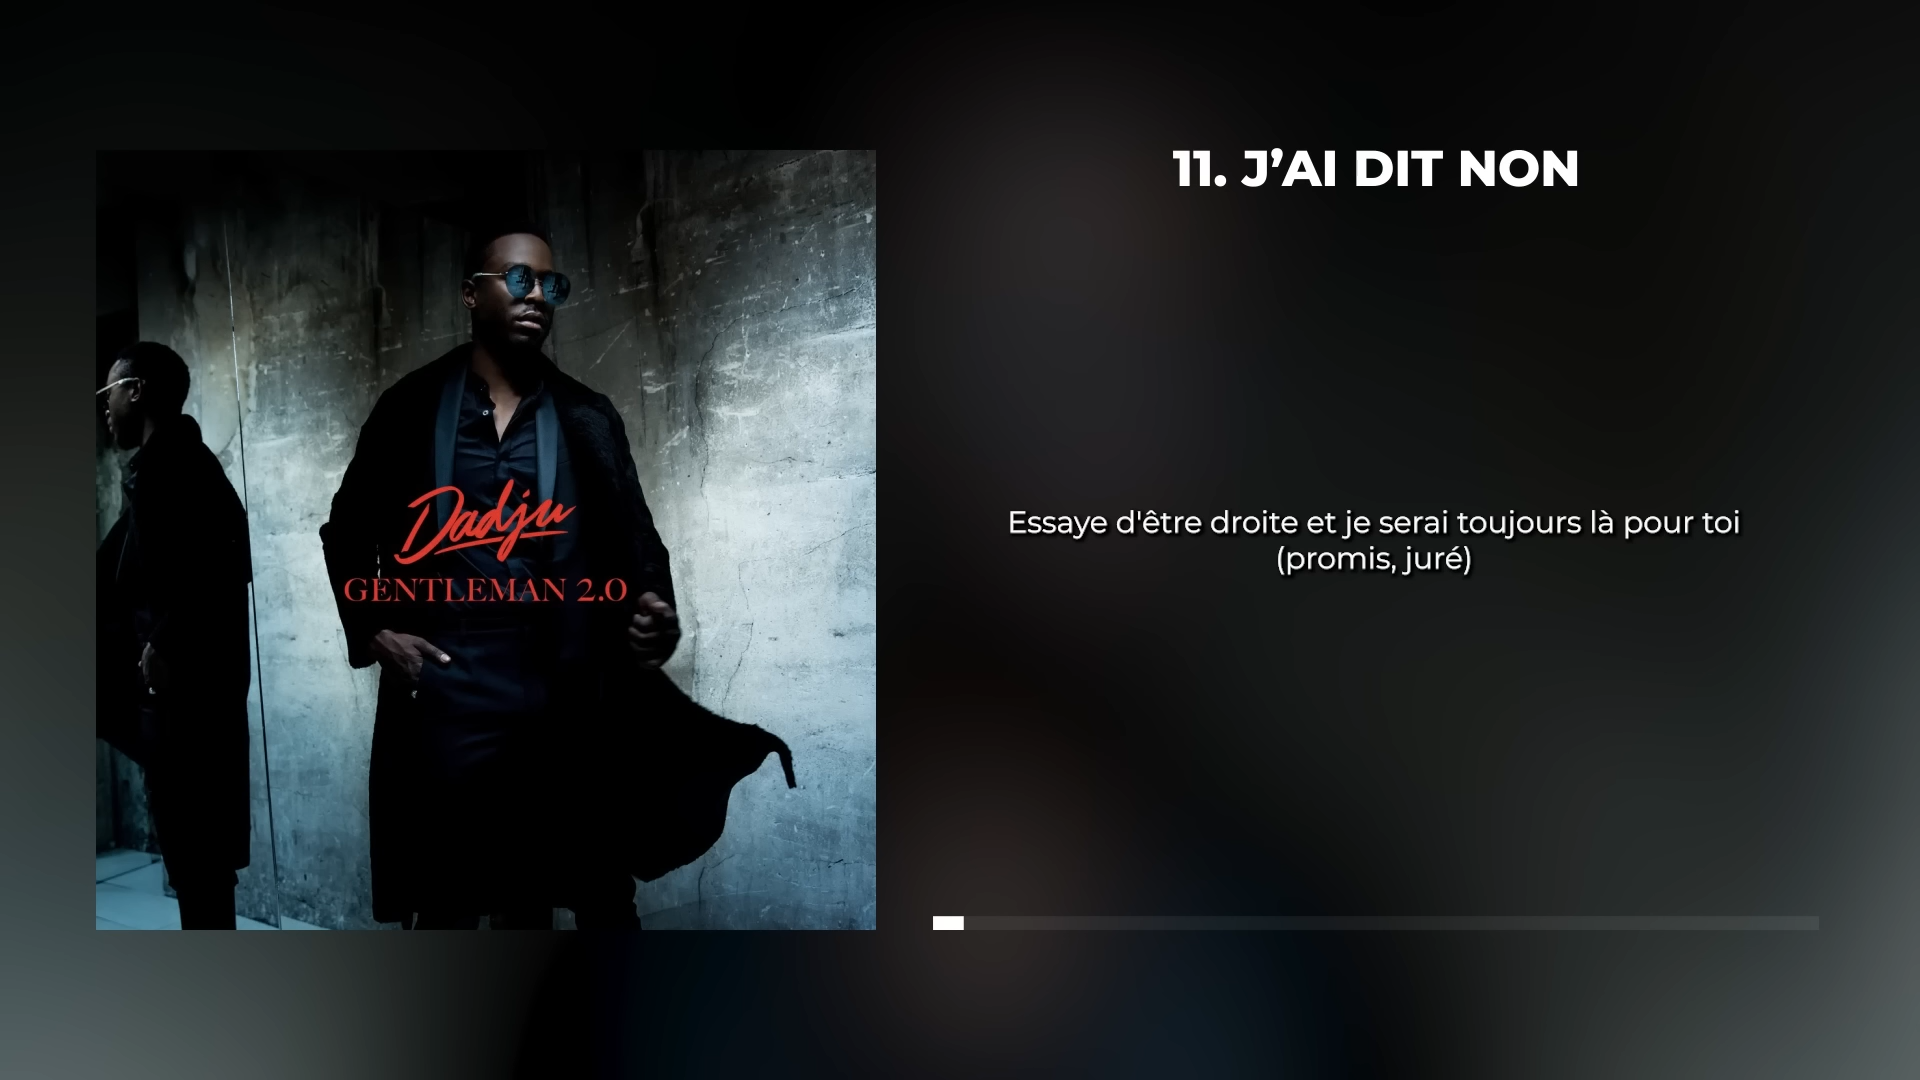 Dadju
GENTLEMAN 2.0
11. J’AI DIT NON
Essaye d'être droite et je serai toujours là pour toi
(promis, juré)